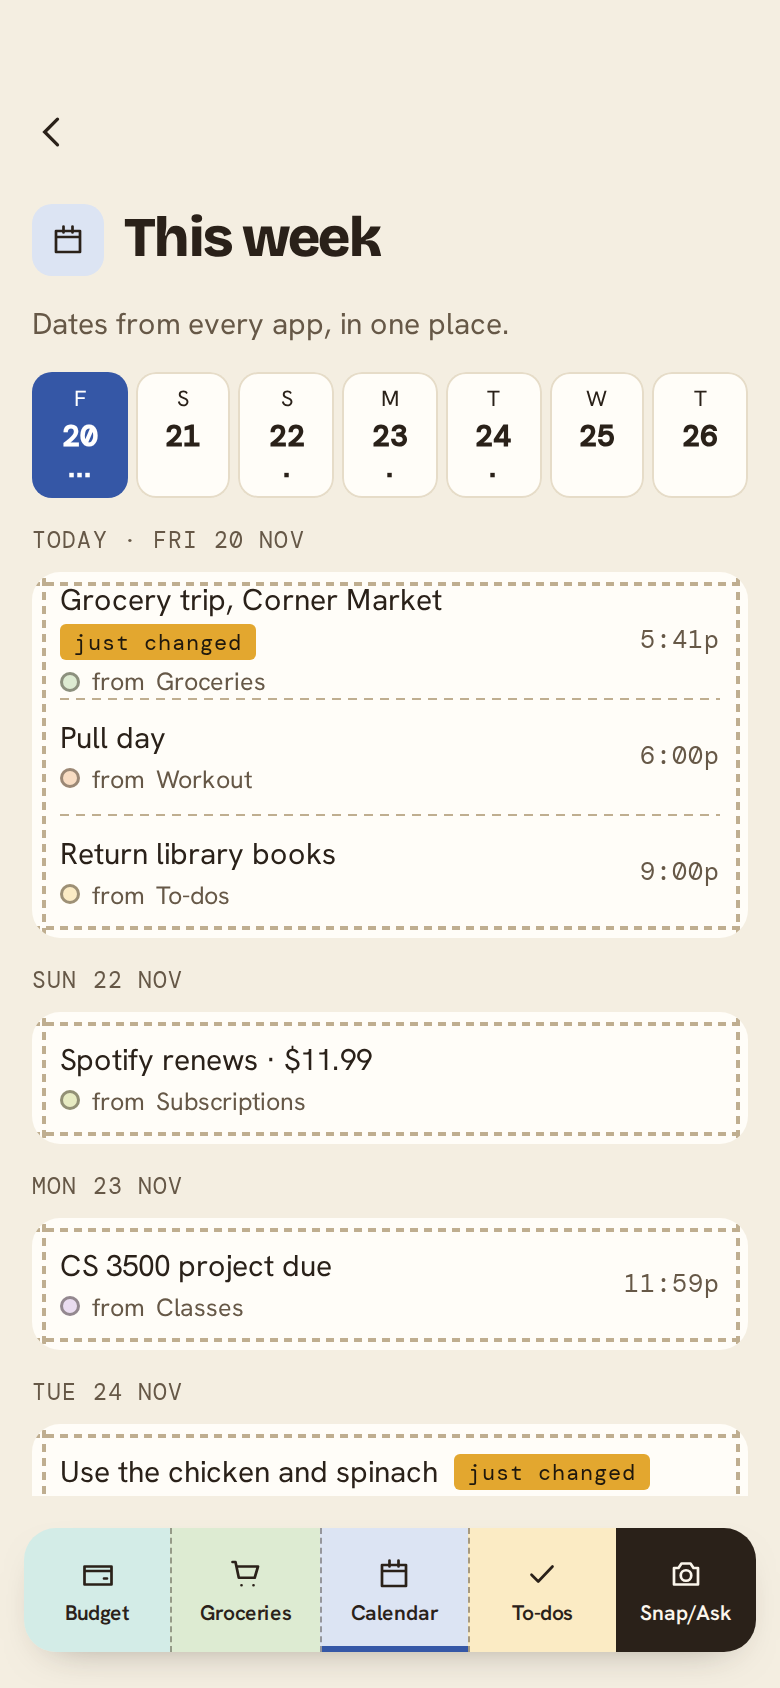 This week
Dates from every app, in one place.
F S S M T W T
20 21 22 23 24 25 26
TODAY · FRI 20 NOV
Grocery trip, Corner Market
just changed
5:41p
from Groceries
Pull day
6:00p
from Workout
Return library books
9:00p
from To-dos
SUN 22 NOV
Spotify renews · $11.99
from Subscriptions
MON 23 NOV
CS 3500 project due
11:59p
from Classes
TUE 24 NOV
Use the chicken and spinach just changed
Budget Groceries Calendar To-dos Snap/Ask